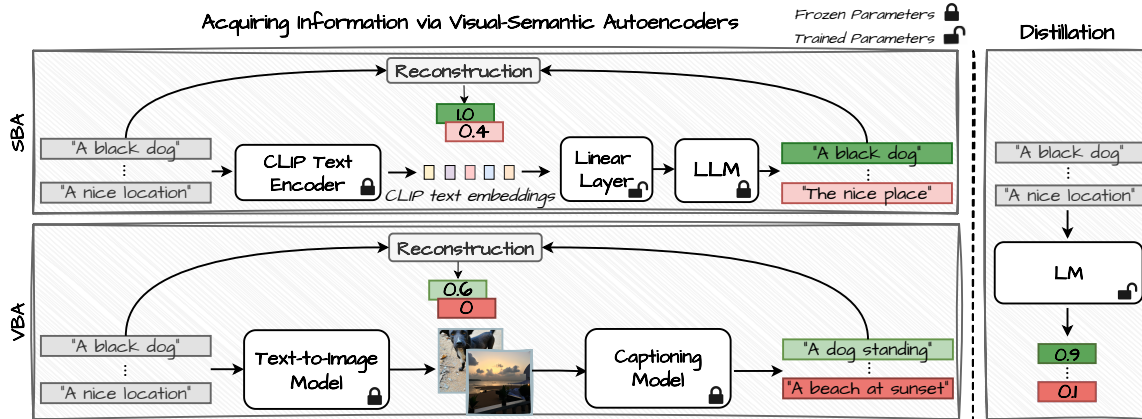 Acquiring Information via Visual-Semantic Autoencoders
Frozen Parameters
Trained Parameters
Distillation
SBA
Reconstruction
1.0
0.4
"A black dog"
"A nice location"
CLIP Text
Encoder
CLIP text embeddings
Linear
Layer
LLM
"A black dog"
"The nice place"
VBA
Reconstruction
0.6
0
"A black dog"
"A nice location"
Text-to-Image
Model
Captioning
Model
"A dog standing"
"A beach at sunset"
"A black dog"
"A nice location"
LM
0.9
0.1